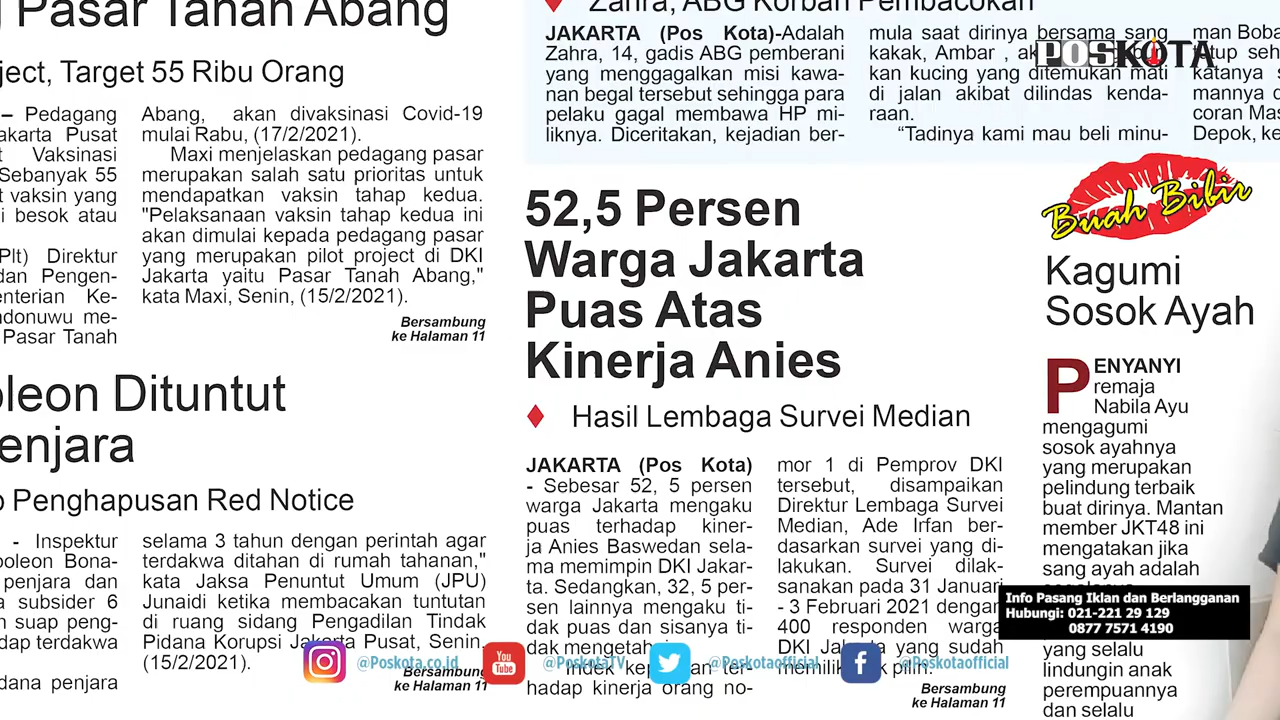 Pasar Tanah Abang
ject, Target 55 Ribu Orang
– Pedagang
akarta Pusat
Vaksinasi
Sebanyak 55
t vaksin yang
i besok atau
Plt) Direktur
dan Pengen-
enterian Ke-
ndonuwu me-
Pasar Tanah
Abang, akan divaksinasi Covid-19
mulai Rabu, (17/2/2021).
Maxi menjelaskan pedagang pasar
merupakan salah satu prioritas untuk
mendapatkan vaksin tahap kedua.
"Pelaksanaan vaksin tahap kedua ini
akan dimulai kepada pedagang pasar
yang merupakan pilot project di DKI
Jakarta yaitu Pasar Tanah Abang,"
kata Maxi, Senin, (15/2/2021).
Bersambung
ke Halaman 11
oleon Dituntut
enjara
o Penghapusan Red Notice
- Inspektur
oleon Bona-
penjara dan
a subsider 6
n suap peng-
dap terdakwa
dana penjara
selama 3 tahun dengan perintah agar
terdakwa ditahan di rumah tahanan,"
kata Jaksa Penuntut Umum (JPU)
Junaidi ketika membacakan tuntutan
di ruang sidang Pengadilan Tindak
Pidana Korupsi Jakarta Pusat, Senin,
(15/2/2021).
Bersambung
ke Halaman 11
Zahra, ABG Korban Pembacokan
JAKARTA (Pos Kota)-Adalah
Zahra, 14, gadis ABG pemberani
yang menggagalkan misi kawa-
nan begal tersebut sehingga para
pelaku gagal membawa HP mi-
liknya. Diceritakan, kejadian ber-
mula saat dirinya bersama sang
kakak, Ambar ,
kan kucing yang ditemukan mati
di jalan akibat dilindas kenda-
raan.
“Tadinya kami mau beli minu-
man Boba
tup seh
katanya s
mannya d
coran Mas
Depok, ke
POSKOTA
52,5 Persen
Warga Jakarta
Puas Atas
Kinerja Anies
Hasil Lembaga Survei Median
JAKARTA (Pos Kota)
- Sebesar 52, 5 persen
warga Jakarta mengaku
puas terhadap kiner-
ja Anies Baswedan sela-
ma memimpin DKI Jakar-
ta. Sedangkan, 32, 5 per-
sen lainnya mengaku ti-
dak puas dan sisanya ti-
dak mengetah
Indek ter-
hadap kinerja orang no-
mor 1 di Pemprov DKI
tersebut, disampaikan
Direktur Lembaga Survei
Median, Ade Irfan ber-
dasarkan survei yang di-
lakukan. Survei dilak-
sanakan pada 31 Januari
- 3 Februari 2021 dengan
400 responden warga
DKI Jakarta yang sudah
memiliki pilih.
Bersambung
ke Halaman 11
Buah Bibir
Kagumi
Sosok Ayah
PENYANYI
remaja
Nabila Ayu
mengagumi
sosok ayahnya
yang merupakan
pelindung terbaik
buat dirinya. Mantan
member JKT48 ini
mengatakan jika
sang ayah adalah
yang selalu
lindungin anak
perempuannya
dan selalu
Info Pasang Iklan dan Berlangganan
Hubungi: 021-221 29 129
0877 7571 4190
@Poskota.co.id
You Tube
@PoskotaTV
@Poskotaofficial
@Poskotaofficial